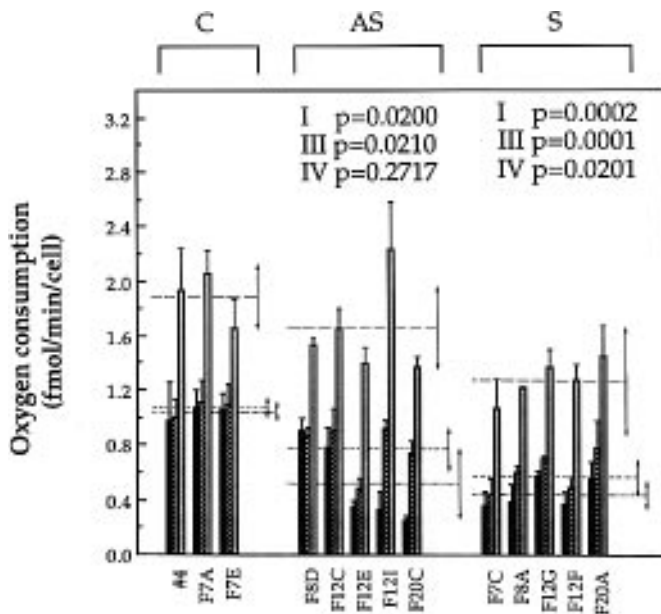 C AS S
I p=0.0200 I p=0.0002
III p=0.0210 III p=0.0001
IV p=0.2717 IV p=0.0201
Oxygen consumption
(fmol/min/cell)
3.2
2.8
2.4
2.0
1.6
1.2
0.8
0.4
0.0
#4 F7A F7E F8D F12C F12E F12I F20C F7C F8A F12G F12F F20A